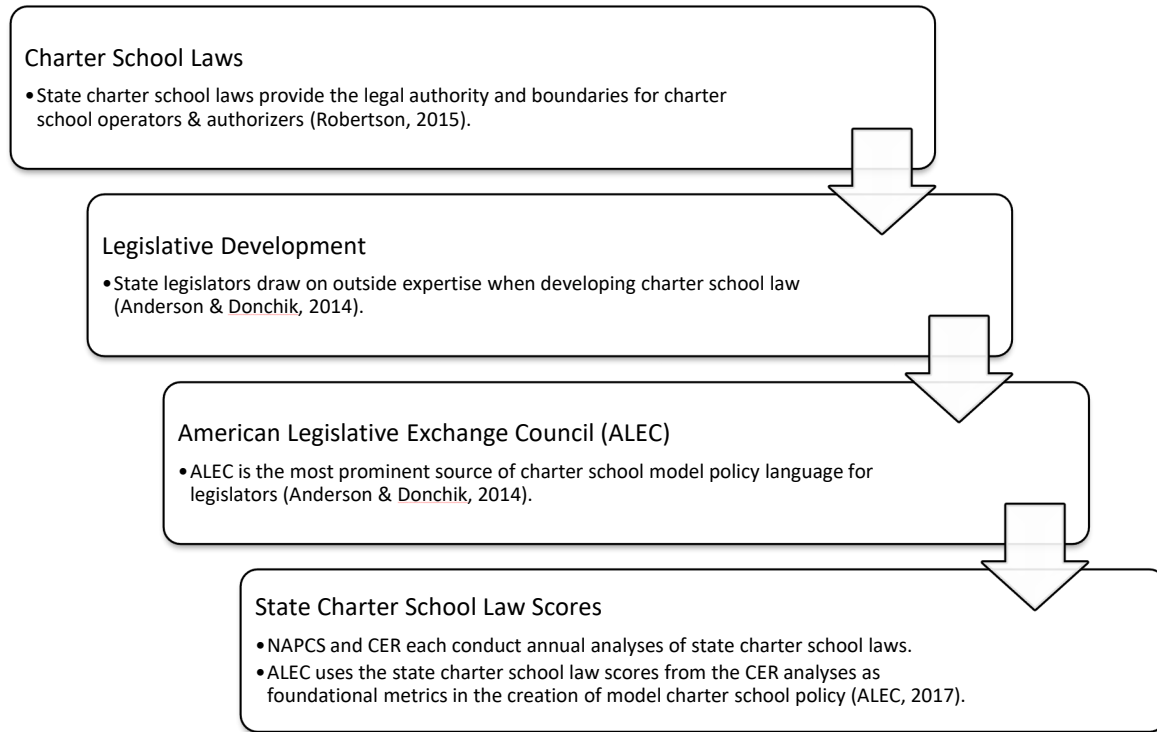 Charter School Laws
•State charter school laws provide the legal authority and boundaries for charter
school operators & authorizers (Robertson, 2015).
Legislative Development
•State legislators draw on outside expertise when developing charter school law
(Anderson & Donchik, 2014).
American Legislative Exchange Council (ALEC)
•ALEC is the most prominent source of charter school model policy language for
legislators (Anderson & Donchik, 2014).
State Charter School Law Scores
•NAPCS and CER each conduct annual analyses of state charter school laws.
•ALEC uses the state charter school law scores from the CER analyses as
foundational metrics in the creation of model charter school policy (ALEC, 2017).